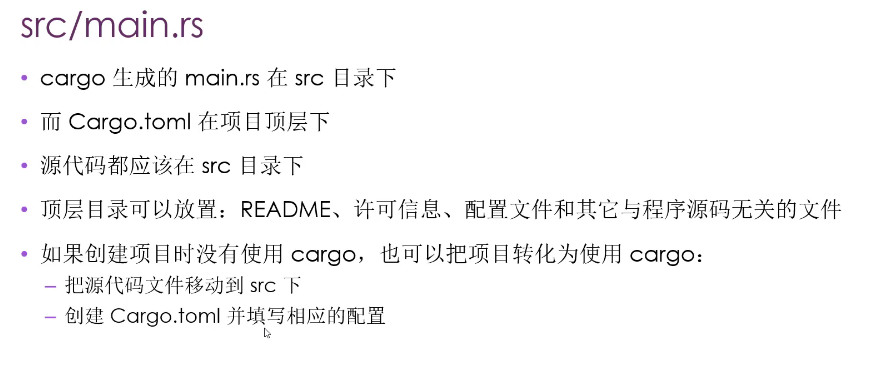 src/main.rs
• cargo 生成的 main.rs 在 src 目录下
• 而 Cargo.toml 在项目顶层下
• 源代码都应该在 src 目录下
• 顶层目录可以放置：README、许可信息、配置文件和其它与程序源码无关的文件
• 如果创建项目时没有使用 cargo，也可以把项目转化为使用 cargo：
– 把源代码文件移动到 src 下
– 创建 Cargo.toml 并填写相应的配置